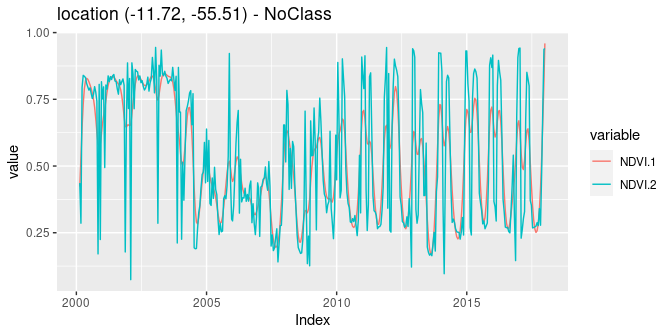 location (-11.72, -55.51) - NoClass
1.00
0.75
0.50
0.25
value
2000
2005
2010
2015
Index
variable
NDVI.1
NDVI.2